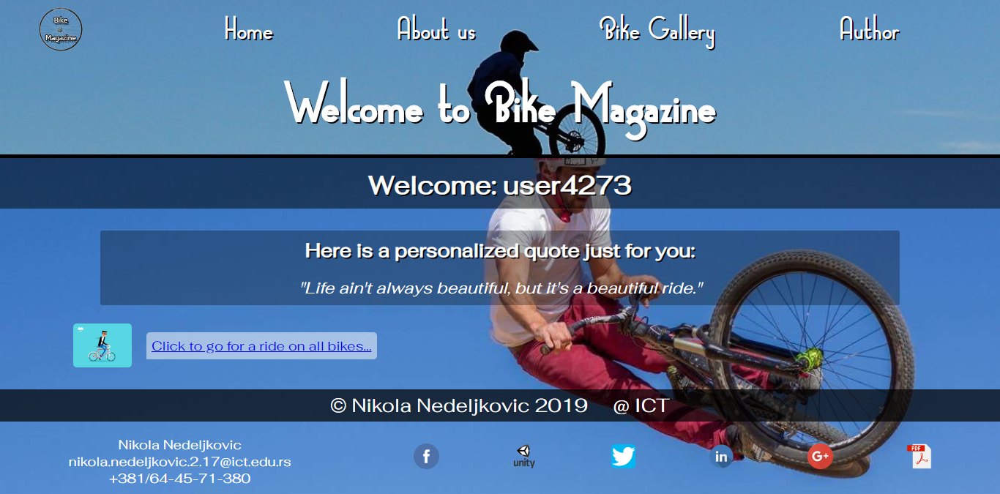 Bike
Magazine
Home
About us
Bike Gallery
Author
Welcome to Bike Magazine
Welcome: user4273
Here is a personalized quote just for you:
"Life ain't always beautiful, but it's a beautiful ride."
Click to go for a ride on all bikes...
© Nikola Nedeljkovic 2019 @ ICT
Nikola Nedeljkovic
nikola.nedeljkovic.2.17@ict.edu.rs
+381/64-45-71-380
f
unity
in
G+
PDF